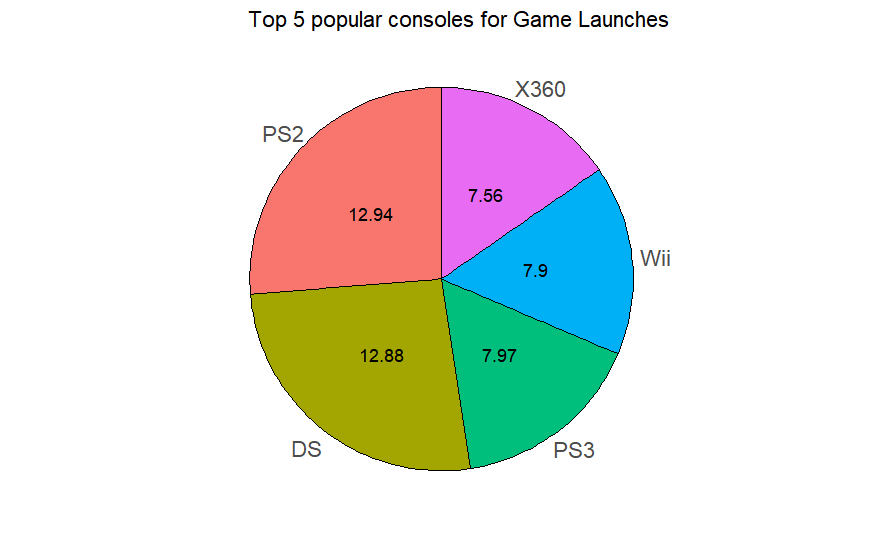 Top 5 popular consoles for Game Launches
X360
PS2
7.56
12.94
Wii
7.9
12.88
7.97
DS
PS3